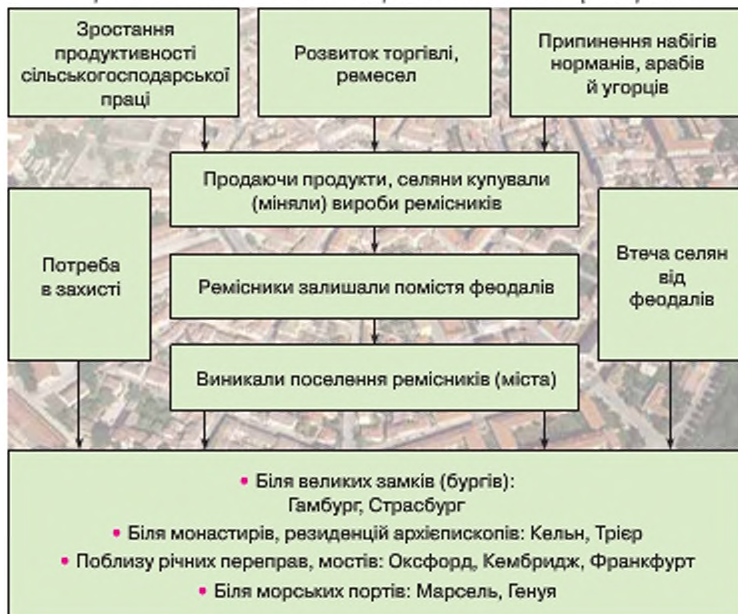 Зростання
продуктивності
сільськогосподарської
праці
Розвиток торгівлі,
ремесел
Припинення набігів
норманів, арабів
й угорців
Продаючи продукти, селяни купували
(міняли) вироби ремісників
Потреба
в захисті
Ремісники залишали помістя феодалів
Втеча селян
від
феодалів
Виникали поселення ремісників (міста)
• Біля великих замків (бургів):
Гамбург, Страсбург
• Біля монастирів, резиденцій архієпископів: Кельн, Трієр
• Поблизу річних переправ, мостів: Оксфорд, Кембридж, Франкфурт
• Біля морських портів: Марсель, Генуя